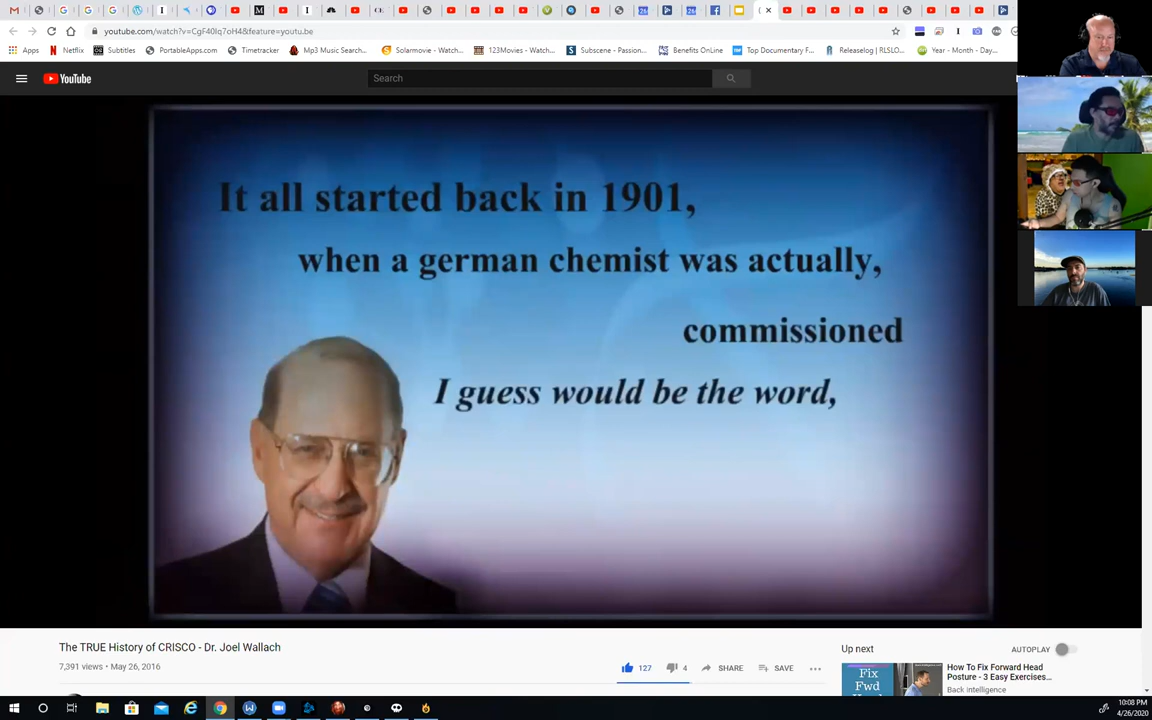 youtube.com/watch?v=CgF40Iq7oH4&feature=youtu.be
Apps Netflix Subtitles PortableApps.com Timetracker Mp3 Music Search... Solarmovie - Watch... 123Movies - Watch... Subscene - Passion... Benefits OnLine Top Documentary F... Releaselog | RLSLO... Year - Month - Day...
YouTube Search
It all started back in 1901,
when a german chemist was actually,
commissioned
I guess would be the word,
The TRUE History of CRISCO - Dr. Joel Wallach
7,391 views • May 26, 2016
127 4 SHARE SAVE
Up next AUTOPLAY
Fix
Fwd
How To Fix Forward Head
Posture - 3 Easy Exercises...
Back intelligence
10:08 PM
4/26/2020